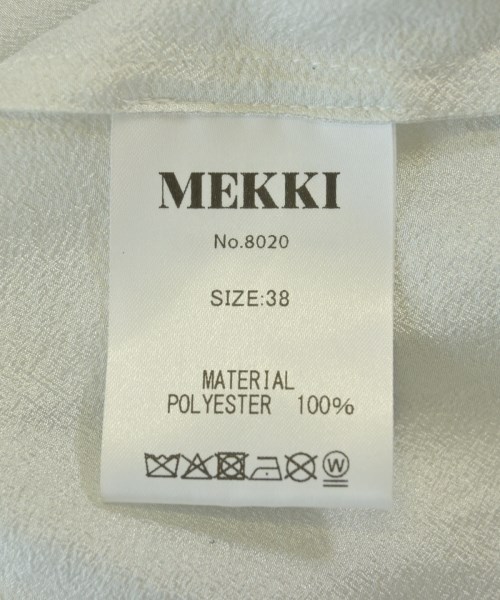 MEKKI
No.8020
SIZE:38
MATERIAL
POLYESTER 100%
W